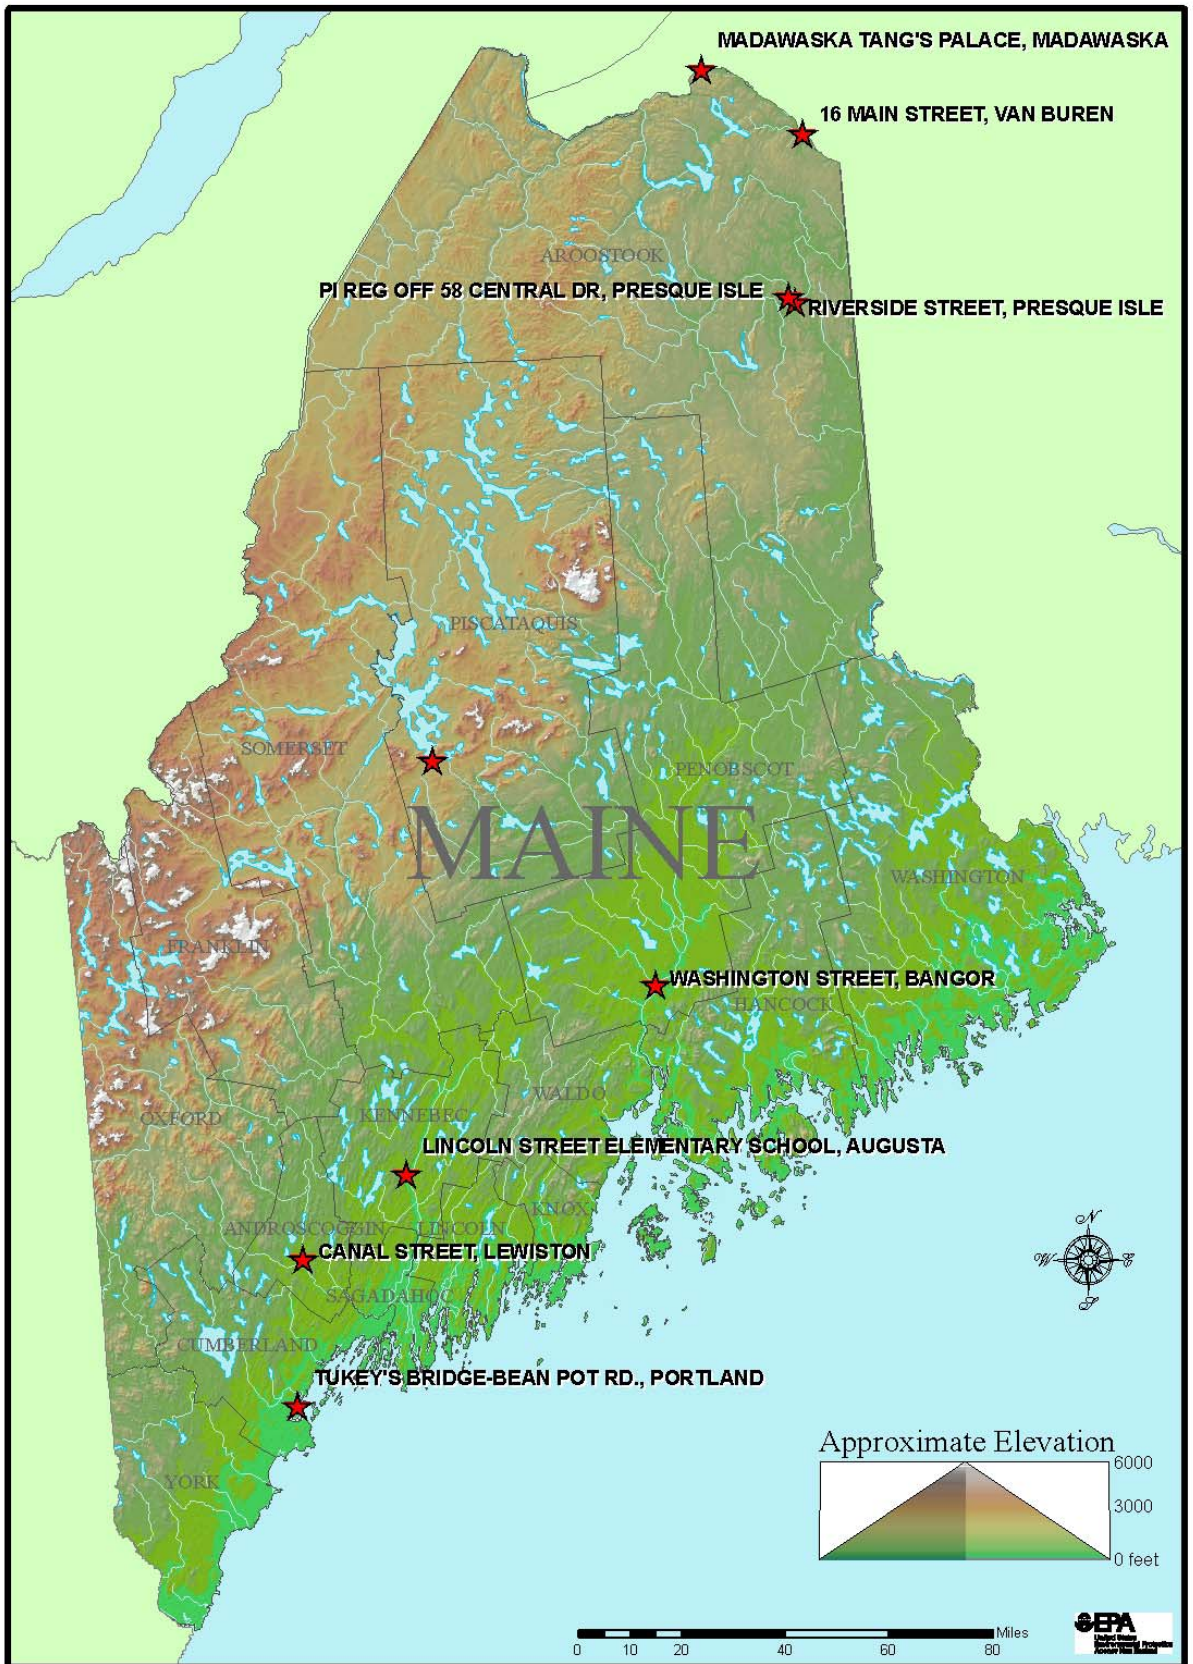 MADAWASKA TANG'S PALACE, MADAWASKA
16 MAIN STREET, VAN BUREN
AROOSTOOK
PI REG OFF 58 CENTRAL DR, PRESQUE ISLE
RIVERSIDE STREET, PRESQUE ISLE
PISCATAQUIS
SOMERSET
PENOBSCOT
MAINE
WASHINGTON
FRANKLIN
WASHINGTON STREET, BANGOR
HANCOCK
WALDO
OXFORD
KENNEBEC
LINCOLN STREET ELEMENTARY SCHOOL, AUGUSTA
KNOX
ANDROSCOGGIN
LINCOLN
CANAL STREET, LEWISTON
SAGADAHOC
CUMBERLAND
TUKEY'S BRIDGE-BEAN POT RD., PORTLAND
YORK
N
W E
S
Approximate Elevation
6000
3000
0 feet
Miles
0 10 20 40 60 80
EPA
United States